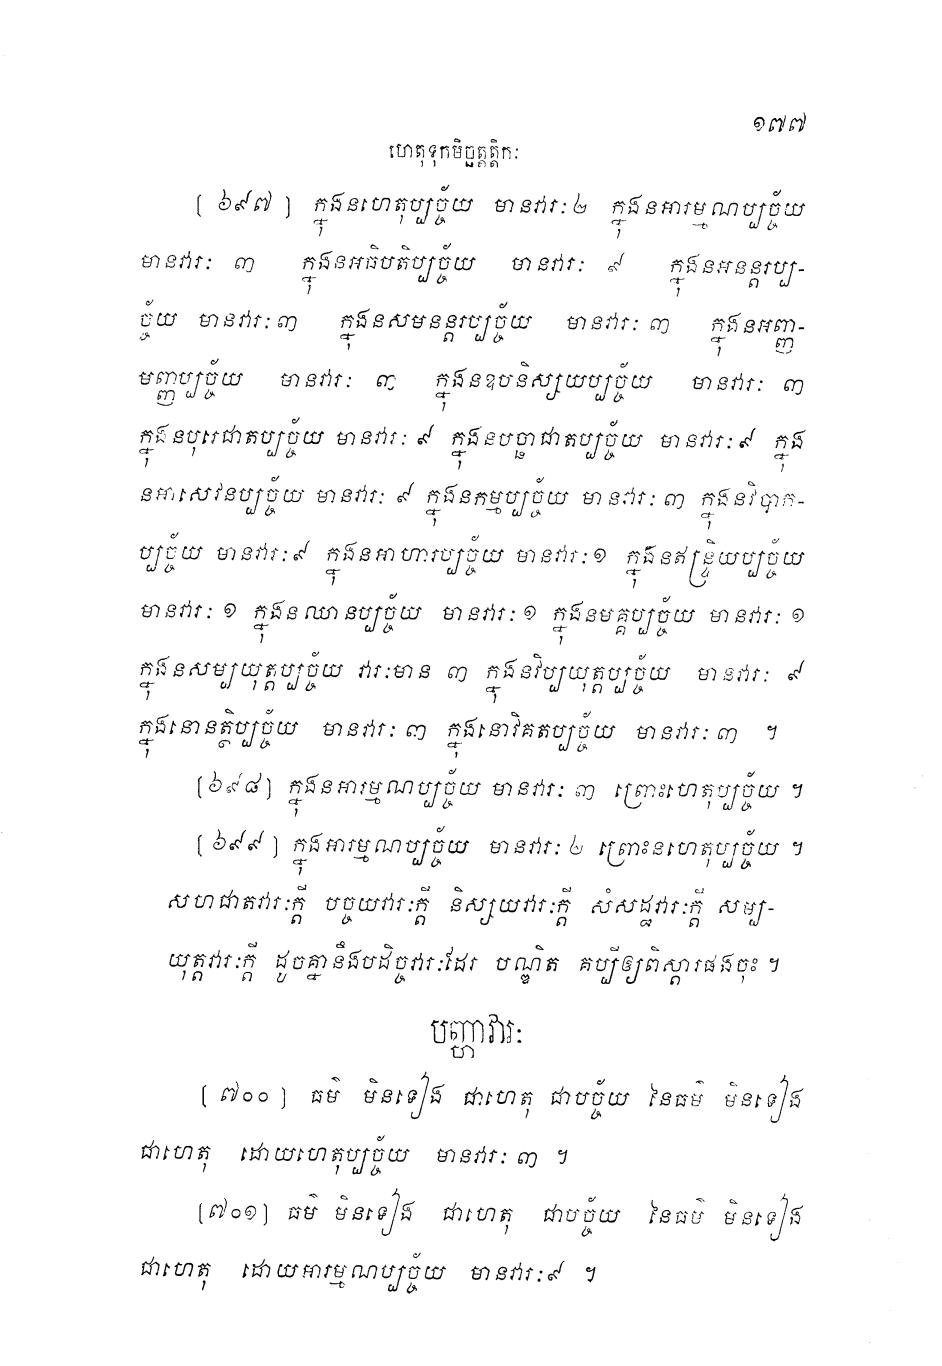 ១៧៧
ហេតុទុកមិច្ឆត្តត្តិកៈ
[ ៦៩៧ ] ក្នុងនហេតុប្បច្ច័យ មានវារៈ ២ ក្នុងនអារម្មណប្បច្ច័យ
មានវារៈ ៣ ក្នុងនអធិបតិប្បច្ច័យ មានវារៈ ៩ ក្នុងនអនន្តរប្ប-
ច្ច័យ មានវារៈ ៣ ក្នុងនសមនន្តរប្បច្ច័យ មានវារៈ ៣ ក្នុងនអញ្ញ-
មញ្ញប្បច្ច័យ មានវារៈ ៣ ក្នុងនឧបនិស្សយប្បច្ច័យ មានវារៈ ៣
ក្នុងនបុរេជាតប្បច្ច័យ មានវារៈ ៩ ក្នុងនបច្ឆាជាតប្បច្ច័យ មានវារៈ ៩ ក្នុង
នអាសេវនប្បច្ច័យ មានវារៈ ៩ ក្នុងនកម្មប្បច្ច័យ មានវារៈ ៣ ក្នុងនវិបាក-
ប្បច្ច័យ មានវារៈ ៩ ក្នុងនអាហារប្បច្ច័យ មានវារៈ ១ ក្នុងនឥន្ទ្រិយប្បច្ច័យ
មានវារៈ ១ ក្នុងនឈានប្បច្ច័យ មានវារៈ ១ ក្នុងនមគ្គប្បច្ច័យ មានវារៈ ១
ក្នុងនសម្បយុត្តប្បច្ច័យ វារៈមាន ៣ ក្នុងនវិប្បយុត្តប្បច្ច័យ មានវារៈ ៩
ក្នុងនោនត្ថិប្បច្ច័យ មានវារៈ ៣ ក្នុងនោវិគតប្បច្ច័យ មានវារៈ ៣ ។
[៦៩៨] ក្នុងនអារម្មណប្បច្ច័យ មានវារៈ ៣ ព្រោះហេតុប្បច្ច័យ ។
[ ៦៩៩ ] ក្នុងអារម្មណប្បច្ច័យ មានវារៈ ២ ព្រោះនហេតុប្បច្ច័យ ។
សហជាតវារៈក្តី បច្ចយវារៈក្តី និស្សយវារៈក្តី សំសដ្ឋវារៈក្តី សម្ប-
យុត្តវារៈក្តី ដូចគ្នានឹងបដិច្ចវារៈដែរ បណ្ឌិត គប្បីឲ្យពិស្តារផងចុះ ។
បញ្ហាវារៈ
[ ៧០០ ] ធម៌ មិនទៀង ជាហេតុ ជាបច្ច័យ នៃធម៌ មិនទៀង
ជាហេតុ ដោយហេតុប្បច្ច័យ មានវារៈ ៣ ។
[៧០១] ធម៌ មិនទៀង ជាហេតុ ជាបច្ច័យ នៃធម៌ មិនទៀង
ជាហេតុ ដោយអារម្មណប្បច្ច័យ មានវារៈ ៩ ។